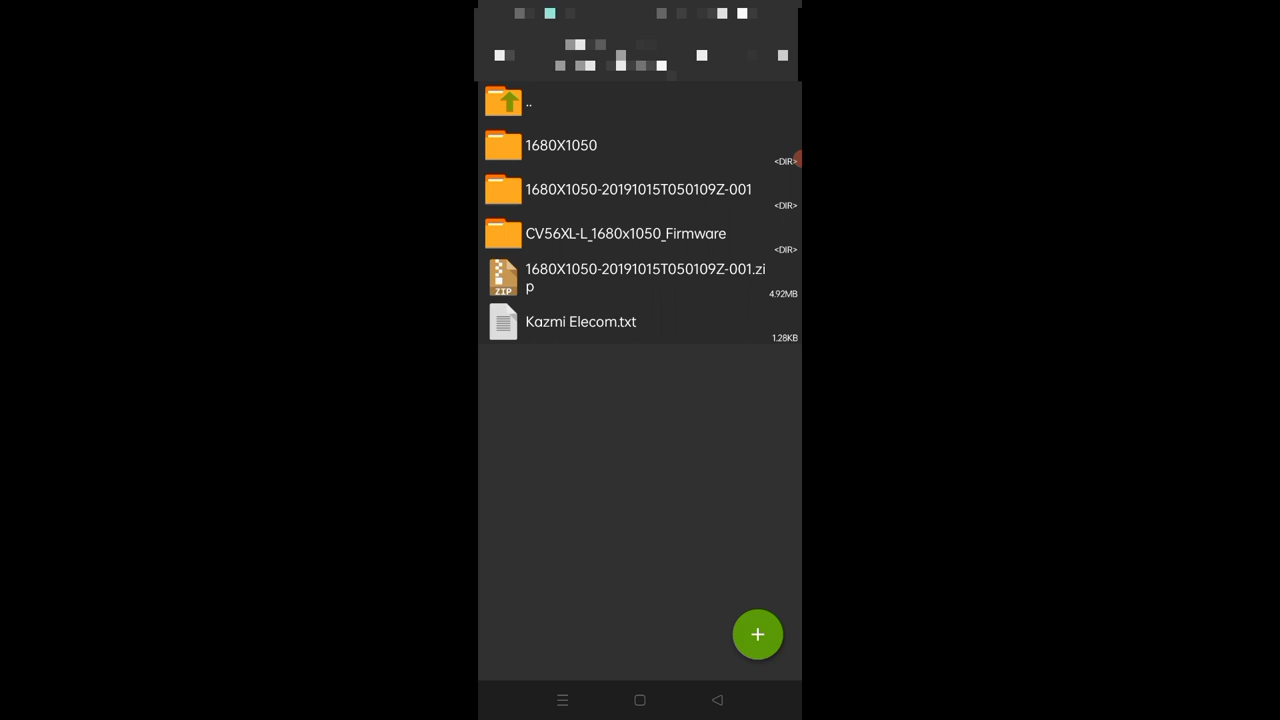 ..
1680X1050
<DIR>
1680X1050-20191015T050109Z-001
<DIR>
CV56XL-L_1680x1050_Firmware
<DIR>
1680X1050-20191015T050109Z-001.zi
p
ZIP
4.92MB
Kazmi Elecom.txt
1.28KB